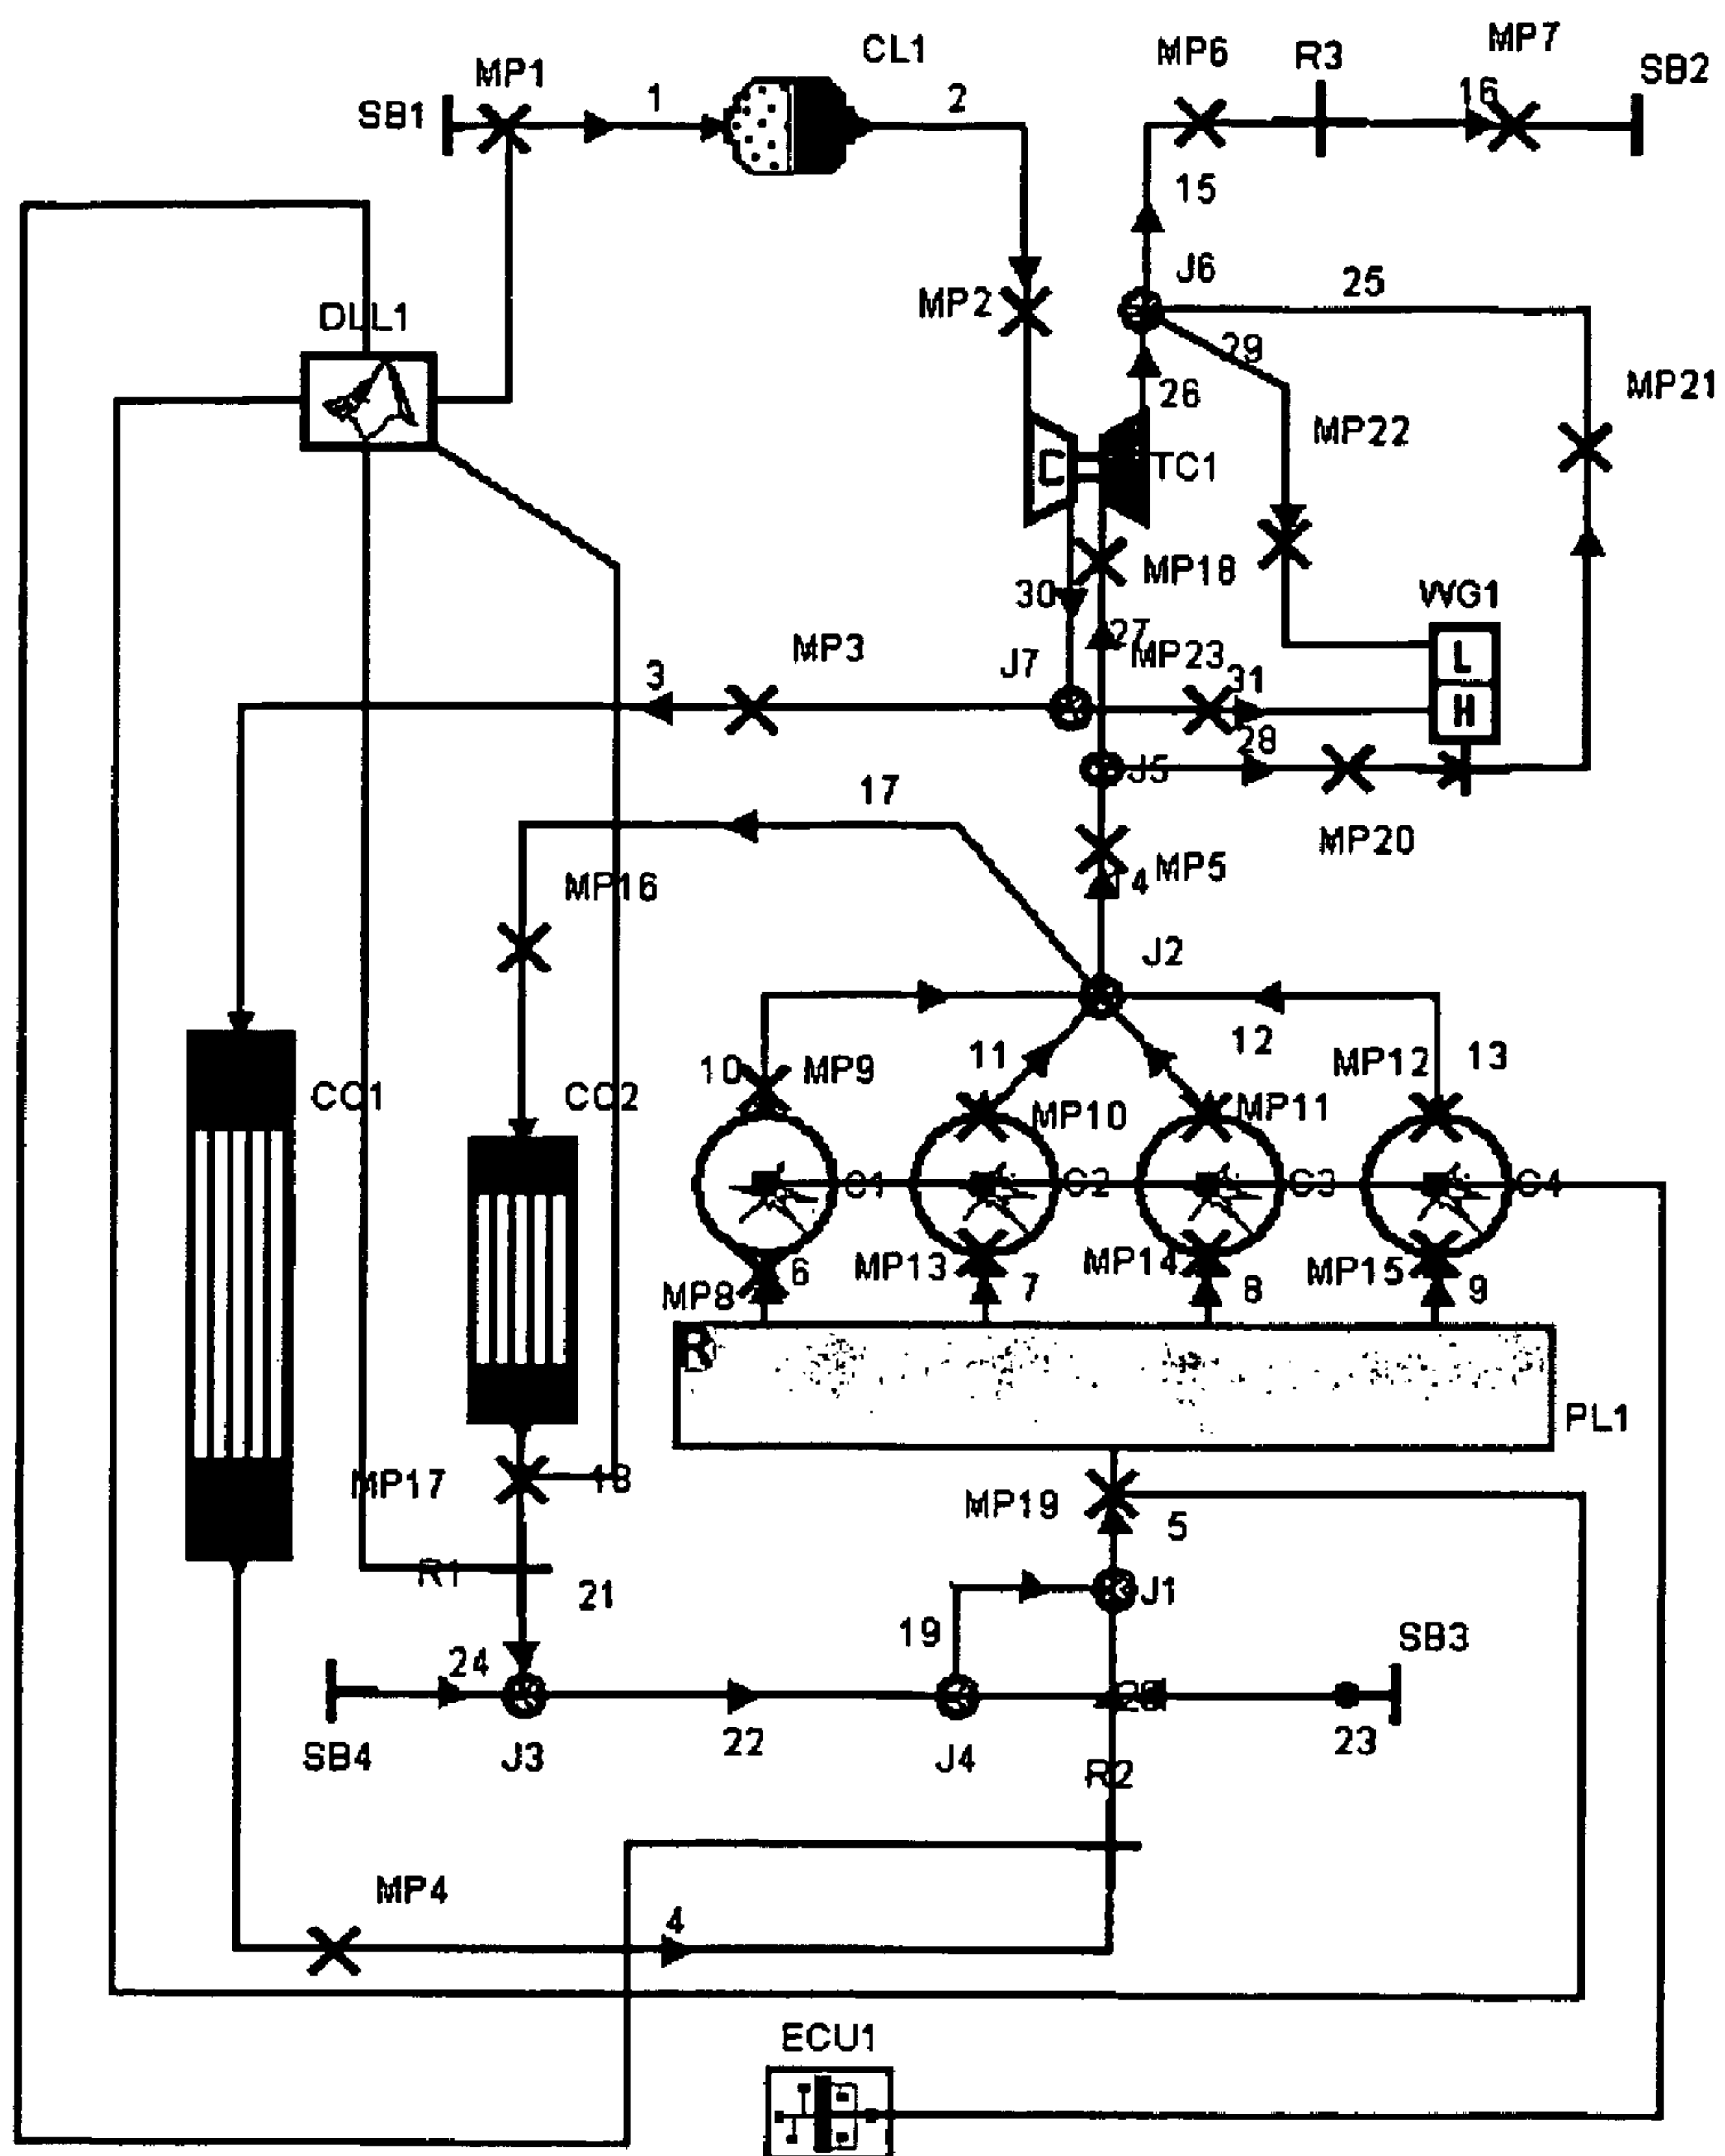 CL1
MP6
R3
MP7
SB2
MP1
SB1
1
2
16
15
J6
25
DLL1
MP2
29
MP21
26
MP22
C
TC1
MP18
WG1
30
27
L
MP3
J7
MP23
3
31
H
28
J5
17
MP20
MP5
MP16
J2
11
12
MP12
13
10
MP9
CO1
CO2
MP10
MP11
C1
C2
C3
C4
6
MP13
MP14
MP15
MP8
7
8
9
R
PL1
MP17
18
MP19
5
R1
21
J1
19
SB3
24
SB4
J3
22
J4
23
R2
MP4
4
ECU1